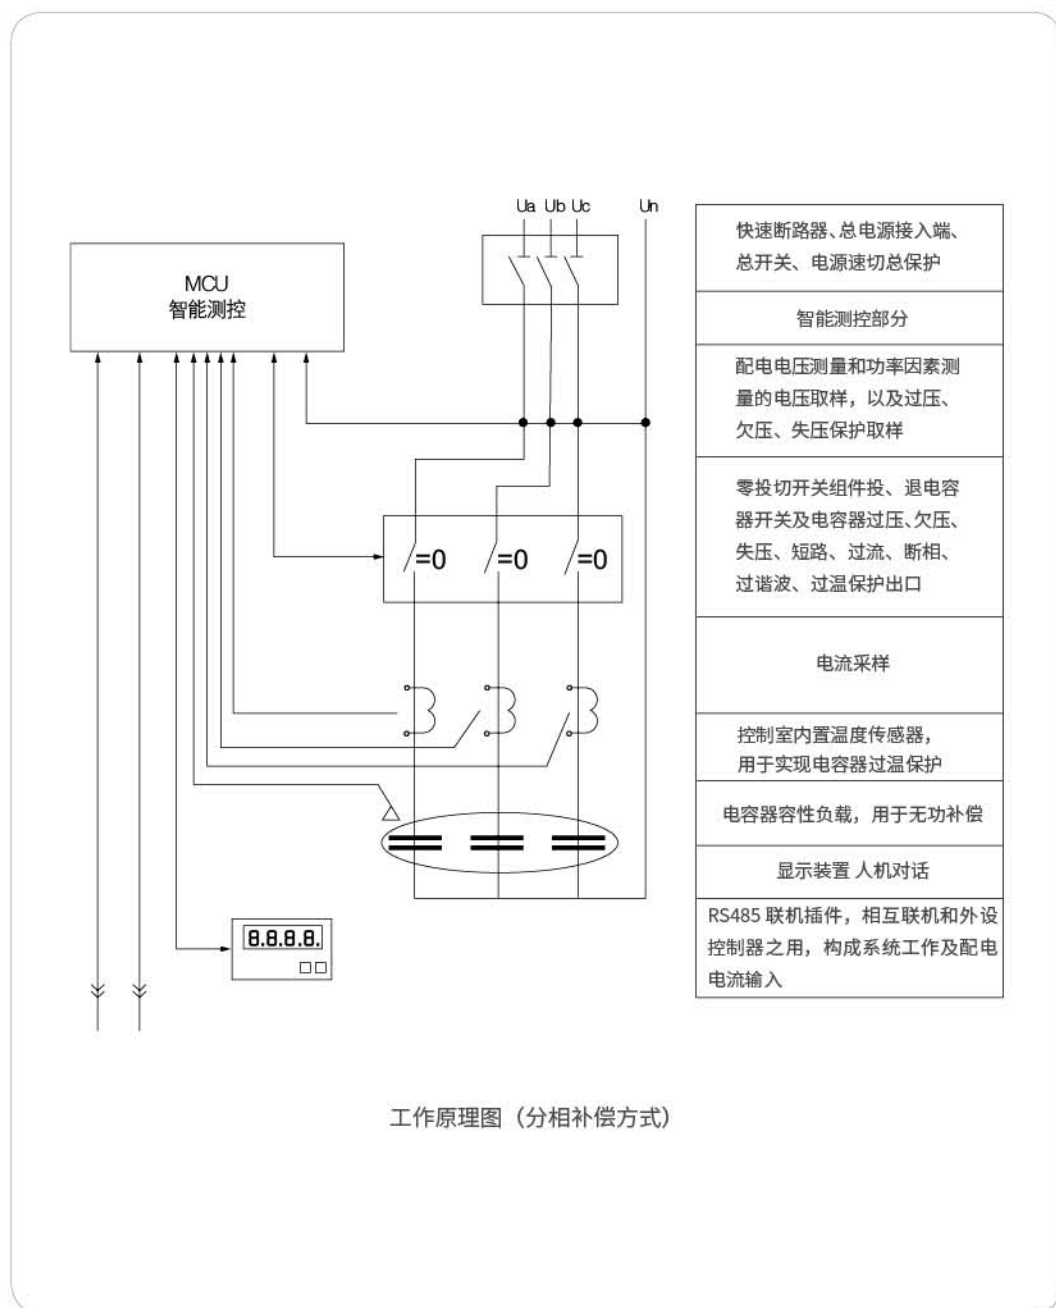 Ua Ub Uc Un
MCU
智能测控
=0 =0 =0
8.8.8.8.
快速断路器、总电源接入端、
总开关、电源速切总保护
智能测控部分
配电电压测量和功率因素测
量的电压取样，以及过压、
欠压、失压保护取样
零投切开关组件投、退电容
器开关及电容器过压、欠压、
失压、短路、过流、断相、
过谐波、过温保护出口
电流采样
控制室内置温度传感器，
用于实现电容器过温保护
电容器容性负载，用于无功补偿
显示装置 人机对话
RS485 联机插件，相互联机和外设
控制器之用，构成系统工作及配电
电流输入
工作原理图（分相补偿方式）